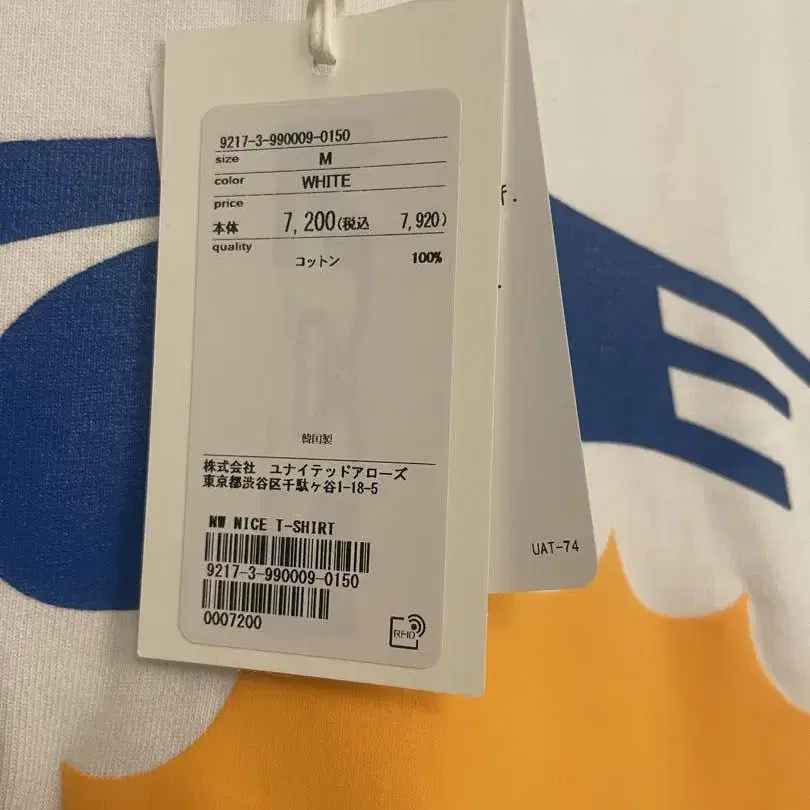 9217-3-990009-0150
size M
color WHITE
price
本体 7,200(税込 7,920)
quality
コットン 100%
韓国製
株式会社 ユナイテッドアローズ
東京都渋谷区千駄ヶ谷1-18-5
NW NICE T-SHIRT
9217-3-990009-0150
0007200
RFID
f.
UAT-74